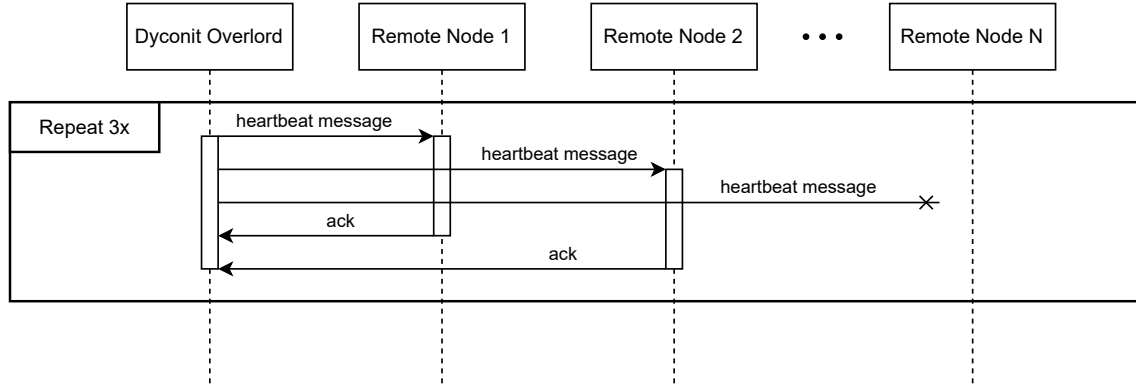 Dyconit Overlord
Remote Node 1
Remote Node 2
• • •
Remote Node N
Repeat 3x
heartbeat message
heartbeat message
heartbeat message
ack
ack